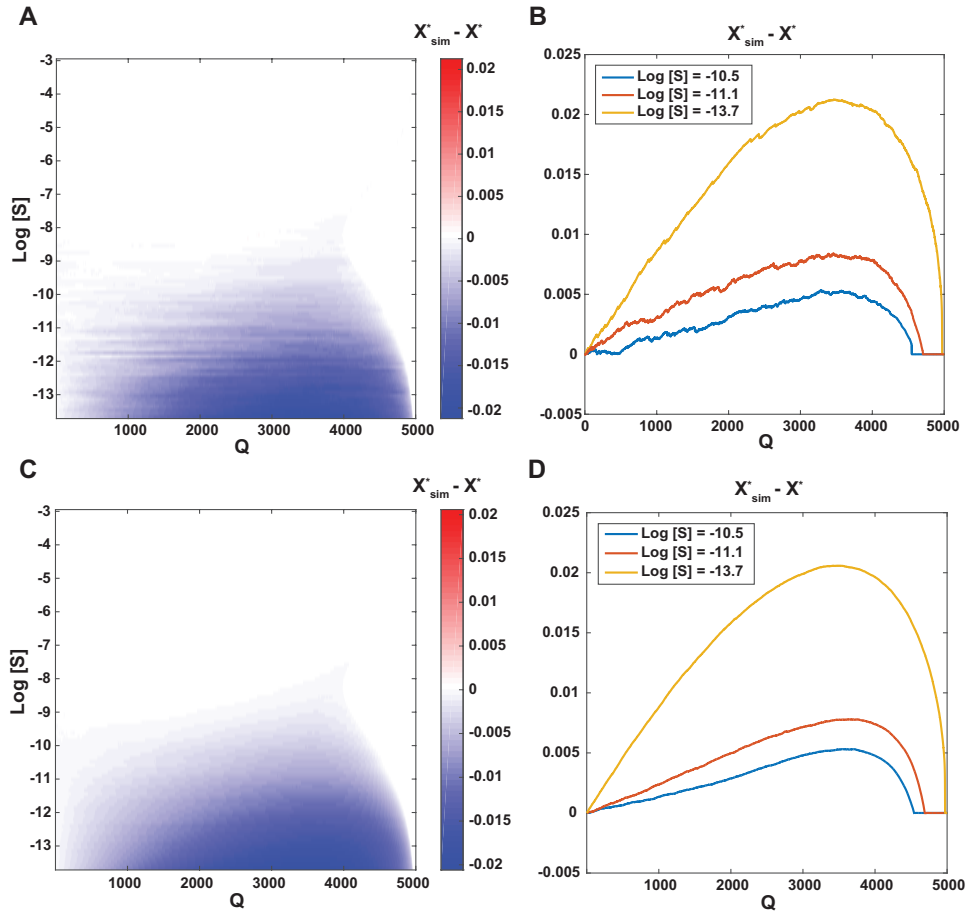 A
X*sim - X*
Log [S]
-3
-4
-5
-6
-7
-8
-9
-10
-11
-12
-13
1000 2000 3000 4000 5000
Q
0.02
0.015
0.01
0.005
0
-0.005
-0.01
-0.015
-0.02
B
X*sim - X*
0.025
0.02
0.015
0.01
0.005
0
-0.005
Log [S] = -10.5
Log [S] = -11.1
Log [S] = -13.7
0 1000 2000 3000 4000 5000
Q
C
X*sim - X*
Log [S]
-3
-4
-5
-6
-7
-8
-9
-10
-11
-12
-13
1000 2000 3000 4000 5000
Q
0.02
0.015
0.01
0.005
0
-0.005
-0.01
-0.015
-0.02
D
X*sim - X*
0.025
0.02
0.015
0.01
0.005
0
-0.005
Log [S] = -10.5
Log [S] = -11.1
Log [S] = -13.7
1000 2000 3000 4000 5000
Q